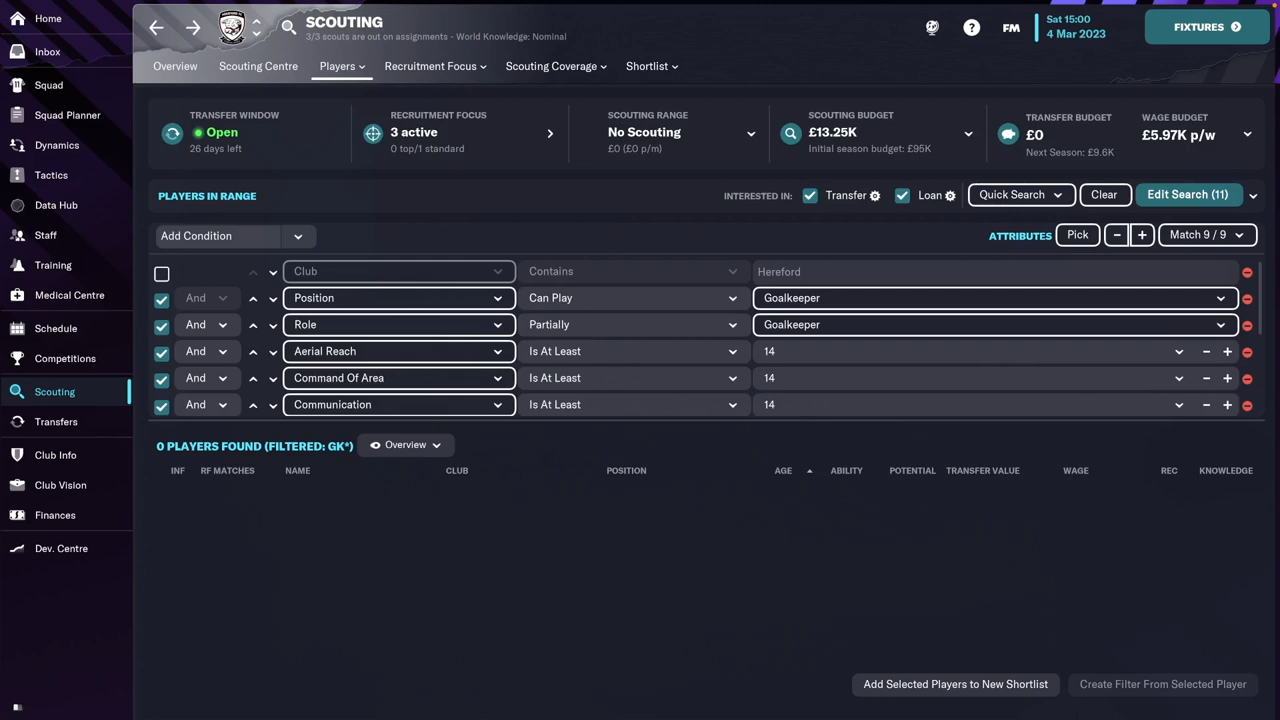 Home
Inbox
Squad
Squad Planner
Dynamics
Tactics
Data Hub
Staff
Training
Medical Centre
Schedule
Competitions
Scouting
Transfers
Club Info
Club Vision
Finances
Dev. Centre
SCOUTING
3/3 scouts are out on assignments - World Knowledge: Nominal
FM
Sat 15:00
4 Mar 2023
FIXTURES
Overview Scouting Centre Players Recruitment Focus Scouting Coverage Shortlist
TRANSFER WINDOW
Open
26 days left
RECRUITMENT FOCUS
3 active
0 top/1 standard
SCOUTING RANGE
No Scouting
£0 (£0 p/m)
SCOUTING BUDGET
£13.25K
Initial season budget: £95K
TRANSFER BUDGET
£0
Next Season: £9.6K
WAGE BUDGET
£5.97K p/w
PLAYERS IN RANGE INTERESTED IN: Transfer Loan Quick Search Clear Edit Search (11)
Add Condition ATTRIBUTES Pick - + Match 9 / 9
Club Contains Hereford
And Position Can Play Goalkeeper
And Role Partially Goalkeeper
And Aerial Reach Is At Least 14 - +
And Command Of Area Is At Least 14 - +
And Communication Is At Least 14 - +
0 PLAYERS FOUND (FILTERED: GK*) Overview
INF RF MATCHES NAME CLUB POSITION AGE ABILITY POTENTIAL TRANSFER VALUE WAGE REC KNOWLEDGE
Add Selected Players to New Shortlist Create Filter From Selected Player